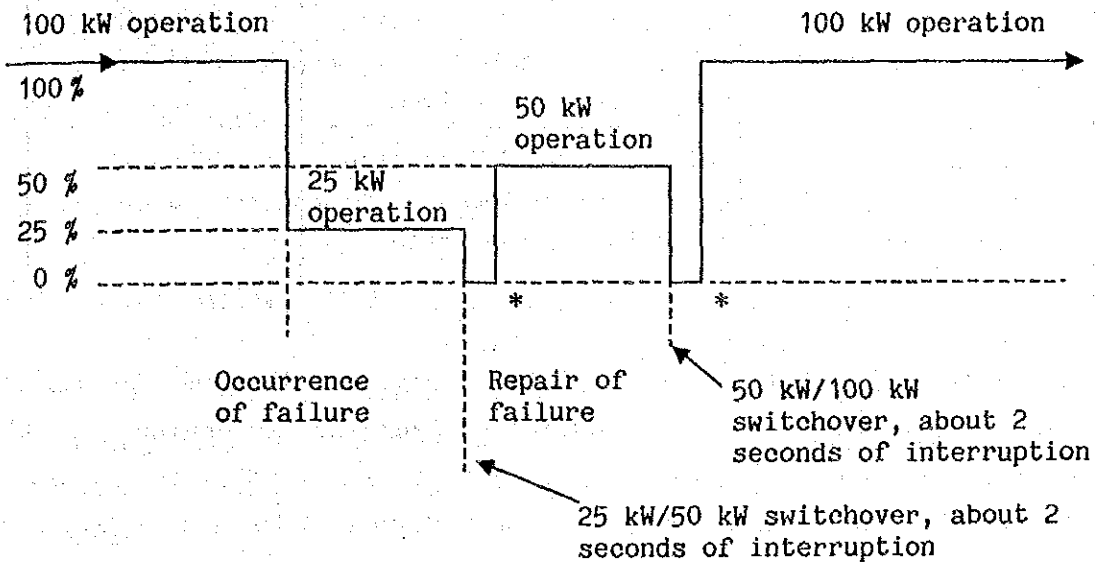 100 kW operation
100 kW operation
100 %
50 kW
operation
50 %
25 kW
operation
25 %
0 %
*
*
Occurrence
of failure
Repair of
failure
50 kW/100 kW
switchover, about 2
seconds of interruption
25 kW/50 kW switchover, about 2
seconds of interruption